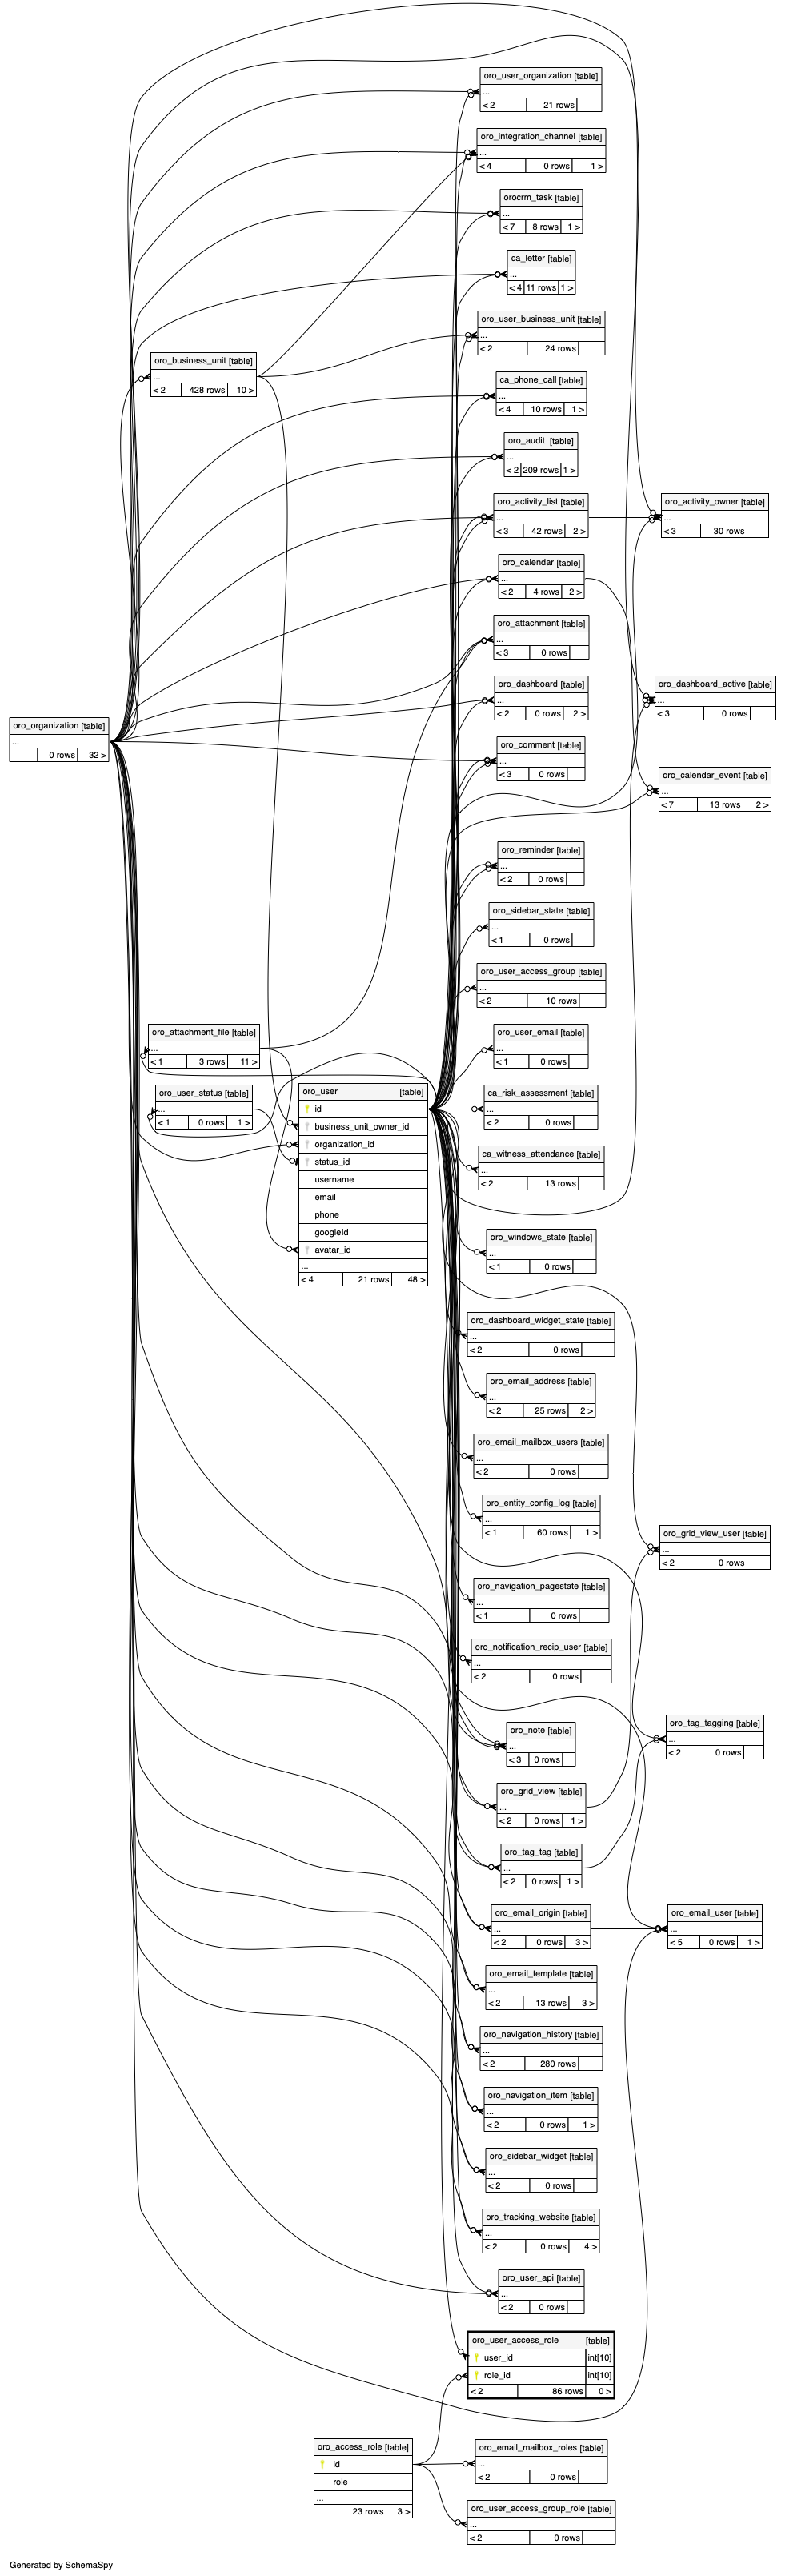 oro_user_organization [table]
...
< 2 21 rows
oro_integration_channel [table]
...
< 4 0 rows 1 >
orocrm_task [table]
...
< 7 8 rows 1 >
ca_letter [table]
...
< 4 11 rows 1 >
oro_user_business_unit [table]
...
< 2 24 rows
oro_business_unit [table]
...
< 2 428 rows 10 >
ca_phone_call [table]
...
< 4 10 rows 1 >
oro_audit [table]
...
< 2 209 rows 1 >
oro_activity_list [table]
...
< 3 42 rows 2 >
oro_activity_owner [table]
...
< 3 30 rows
oro_calendar [table]
...
< 2 4 rows 2 >
oro_attachment [table]
...
< 3 0 rows
oro_dashboard [table]
...
< 2 0 rows 2 >
oro_dashboard_active [table]
...
< 3 0 rows
oro_organization [table]
...
0 rows 32 >
oro_comment [table]
...
< 3 0 rows
oro_calendar_event [table]
...
< 7 13 rows 2 >
oro_reminder [table]
...
< 2 0 rows
oro_sidebar_state [table]
...
< 1 0 rows
oro_user_access_group [table]
...
< 2 10 rows
oro_attachment_file [table]
...
< 1 3 rows 11 >
oro_user_email [table]
...
< 1 0 rows
oro_user_status [table]
...
< 1 0 rows 1 >
oro_user [table]
id
business_unit_owner_id
organization_id
status_id
username
email
phone
googleId
avatar_id
...
< 4 21 rows 48 >
ca_risk_assessment [table]
...
< 2 0 rows
ca_witness_attendance [table]
...
< 2 13 rows
oro_windows_state [table]
...
< 1 0 rows
oro_dashboard_widget_state [table]
...
< 2 0 rows
oro_email_address [table]
...
< 2 25 rows 2 >
oro_email_mailbox_users [table]
...
< 2 0 rows
oro_entity_config_log [table]
...
< 1 60 rows 1 >
oro_grid_view_user [table]
...
< 2 0 rows
oro_navigation_pagestate [table]
...
< 1 0 rows
oro_notification_recip_user [table]
...
< 2 0 rows
oro_note [table]
...
< 3 0 rows
oro_tag_tagging [table]
...
< 2 0 rows
oro_grid_view [table]
...
< 2 0 rows 1 >
oro_tag_tag [table]
...
< 2 0 rows 1 >
oro_email_origin [table]
...
< 2 0 rows 3 >
oro_email_user [table]
...
< 5 0 rows 1 >
oro_email_template [table]
...
< 2 13 rows 3 >
oro_navigation_history [table]
...
< 2 280 rows
oro_navigation_item [table]
...
< 2 0 rows 1 >
oro_sidebar_widget [table]
...
< 2 0 rows
oro_tracking_website [table]
...
< 2 0 rows 4 >
oro_user_api [table]
...
< 2 0 rows
oro_user_access_role [table]
user_id int[10]
role_id int[10]
< 2 86 rows 0 >
oro_access_role [table]
id
role
...
23 rows 3 >
oro_email_mailbox_roles [table]
...
< 2 0 rows
oro_user_access_group_role [table]
...
< 2 0 rows
Generated by SchemaSpy